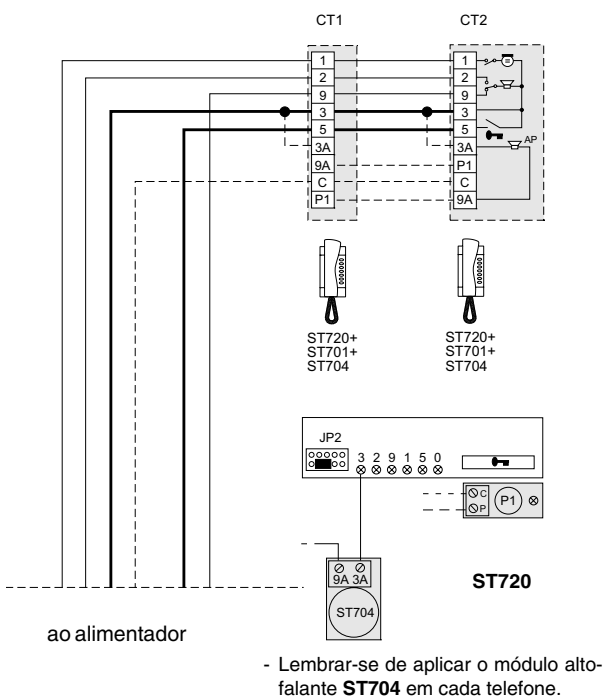 CT1
CT2
1
2
9
3
5
3A
9A
C
P1
1
2
9
3
5
3A
P1
C
9A
AP
ST720+
ST701+
ST704
ST720+
ST701+
ST704
JP2
3 2 9 1 5 0
C
P
P1
9A 3A
ST704
ST720
ao alimentador
- Lembrar-se de aplicar o módulo alto-
falante ST704 em cada telefone.